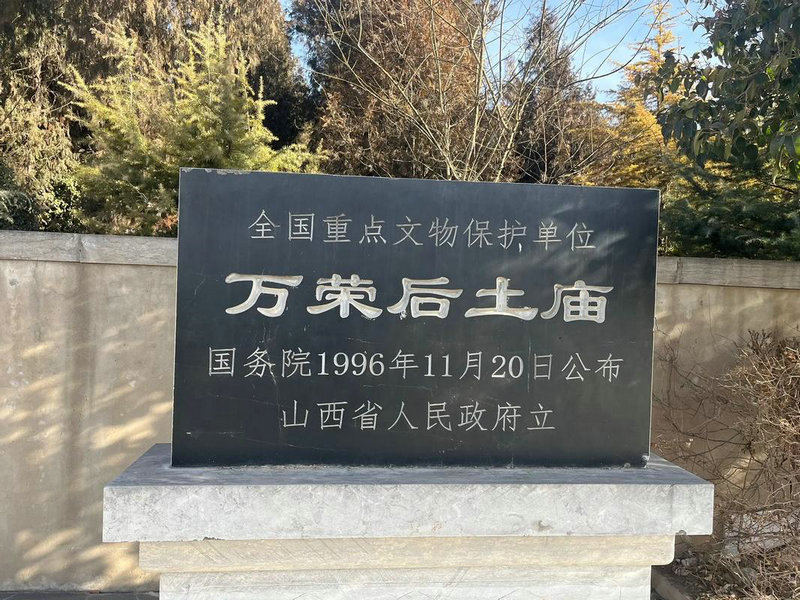 全国重点文物保护单位
万荣后土庙
国务院1996年11月20日公布
山西省人民政府立